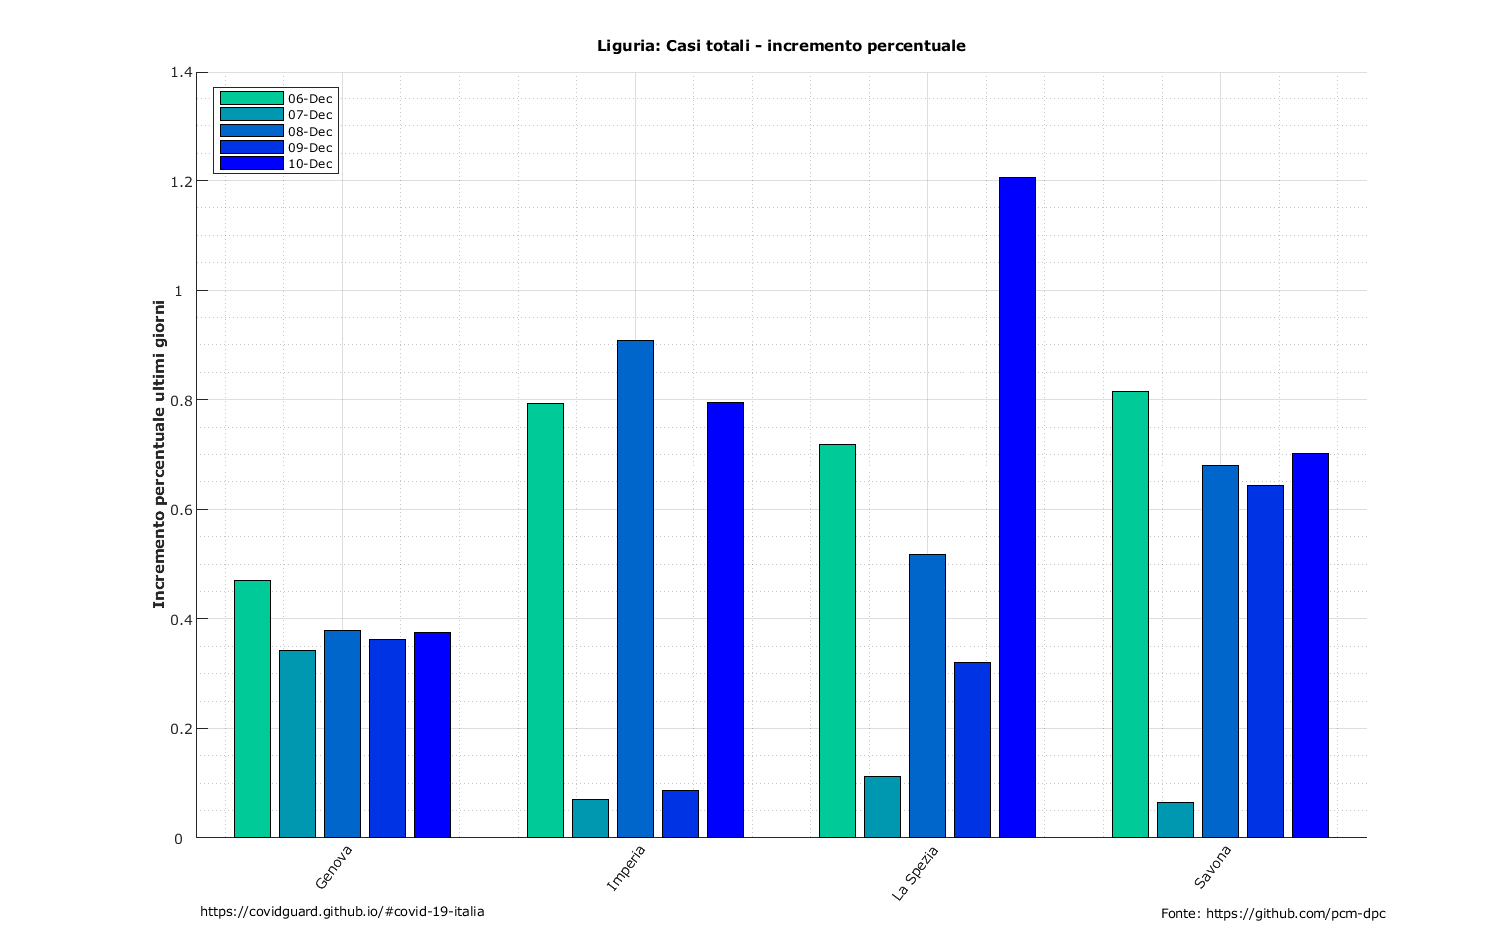 Liguria: Casi totali - incremento percentuale
1.4
1.2
1
0.8
0.6
0.4
0.2
0
Incremento percentuale ultimi giorni
06-Dec
07-Dec
08-Dec
09-Dec
10-Dec
Genova
Imperia
La Spezia
Savona
https://covidguard.github.io/#covid-19-italia
Fonte: https://github.com/pcm-dpc